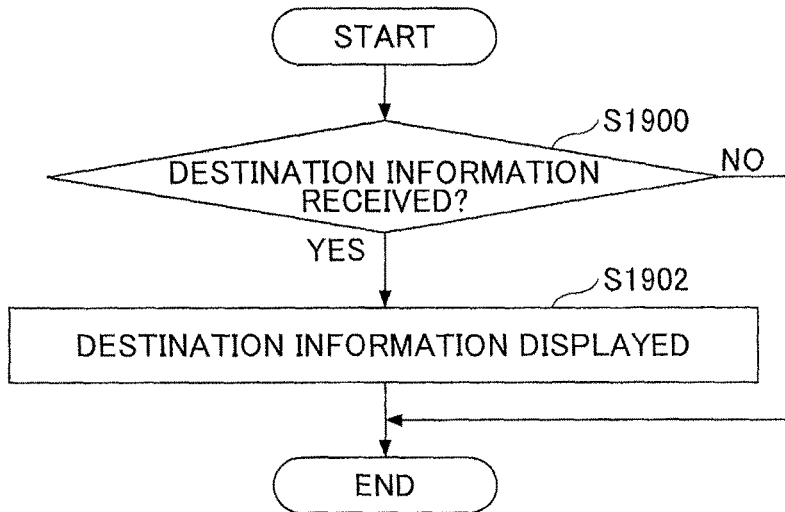 START
S1900
DESTINATION INFORMATION
RECEIVED?
NO
YES
S1902
DESTINATION INFORMATION DISPLAYED
END